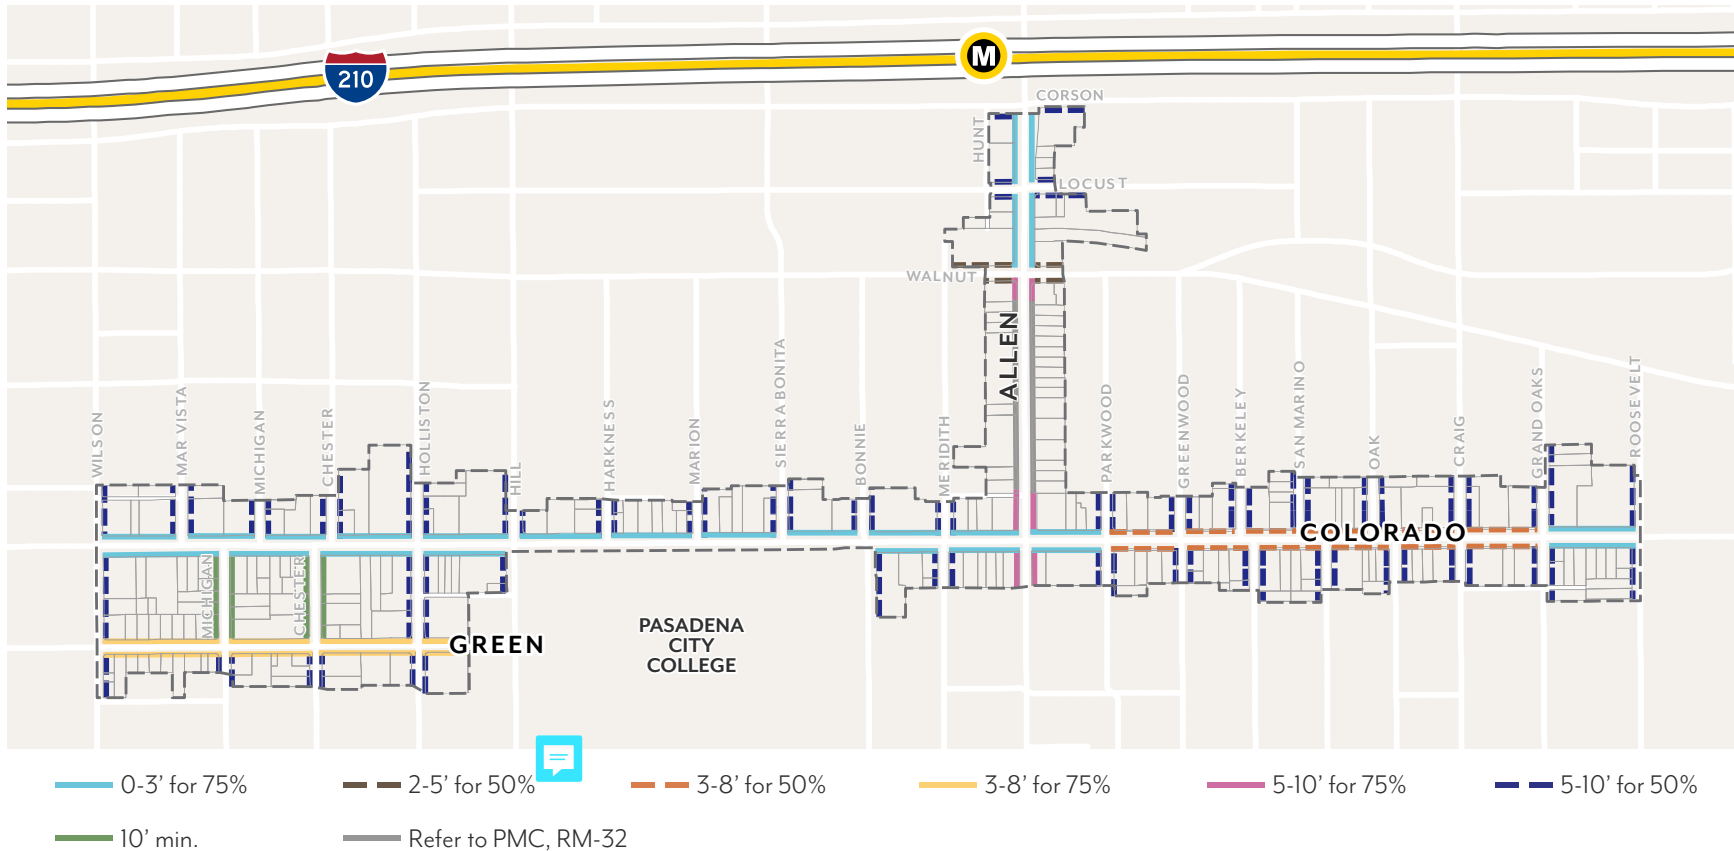 M
210
CORSON
HUNT
LOCUST
WALNUT
ALLEN
WILSON
MAR VISTA
MICHIGAN
CHESTER
HOLLISTON
HILL
HARKNESS
MARION
SIERRA BONITA
BONNIE
MERIDITH
PARKWOOD
GREENWOOD
BERKELEY
SAN MARINO
OAK
CRAIG
GRAND OAKS
ROOSEVELT
COLORADO
MICHIGAN
CHESTER
GREEN
PASADENA
CITY
COLLEGE
0-3’ for 75%
2-5’ for 50%
3-8’ for 50%
3-8’ for 75%
5-10’ for 75%
5-10’ for 50%
10’ min.
Refer to PMC, RM-32